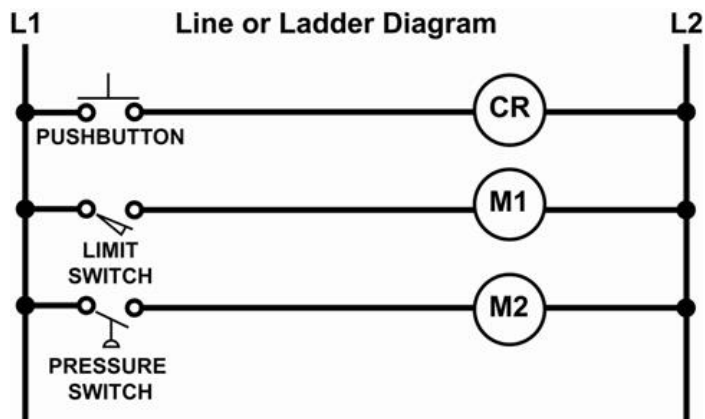 L1 Line or Ladder Diagram L2
PUSHBUTTON
CR
LIMIT
SWITCH
M1
PRESSURE
SWITCH
M2